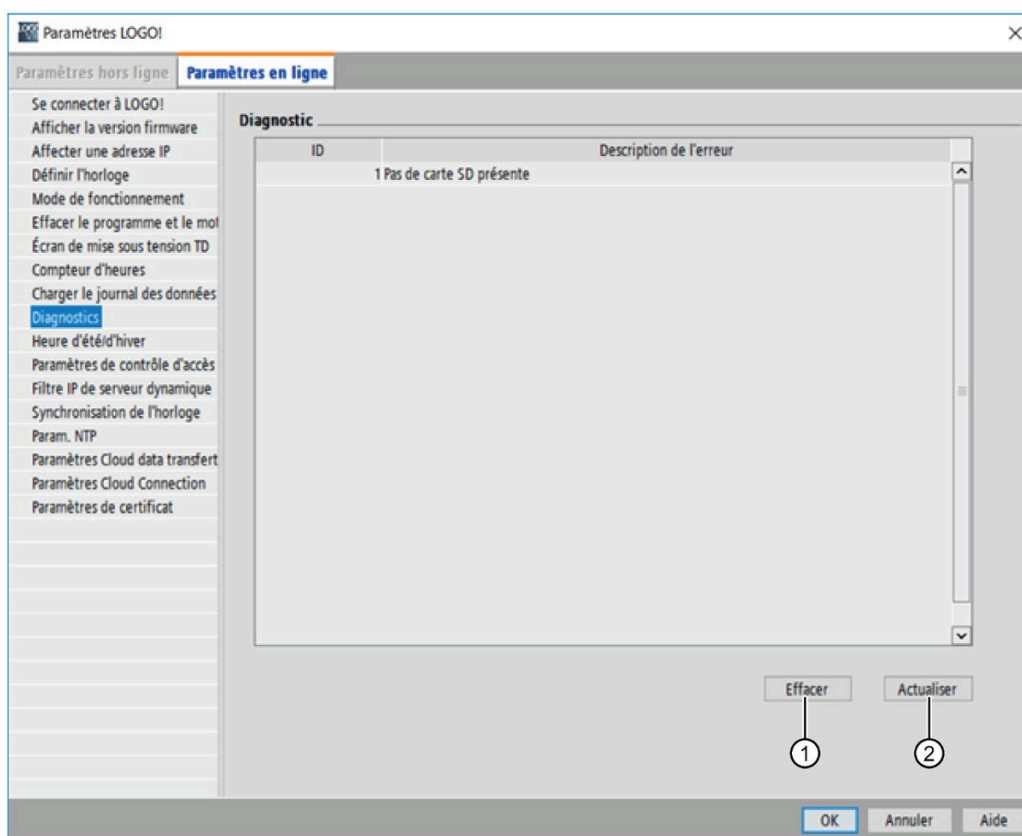 Paramètres LOGO!
Paramètres hors ligne Paramètres en ligne
Se connecter à LOGO!
Afficher la version firmware
Affecter une adresse IP
Définir l'horloge
Mode de fonctionnement
Effacer le programme et le mot
Écran de mise sous tension TD
Compteur d'heures
Charger le journal des données
Diagnostics
Heure d'été/d'hiver
Paramètres de contrôle d'accès
Filtre IP de serveur dynamique
Synchronisation de l'horloge
Param. NTP
Paramètres Cloud data transfert
Paramètres Cloud Connection
Paramètres de certificat
Diagnostic
ID Description de l'erreur
1 Pas de carte SD présente
Effacer Actualiser
1 2
OK Annuler Aide